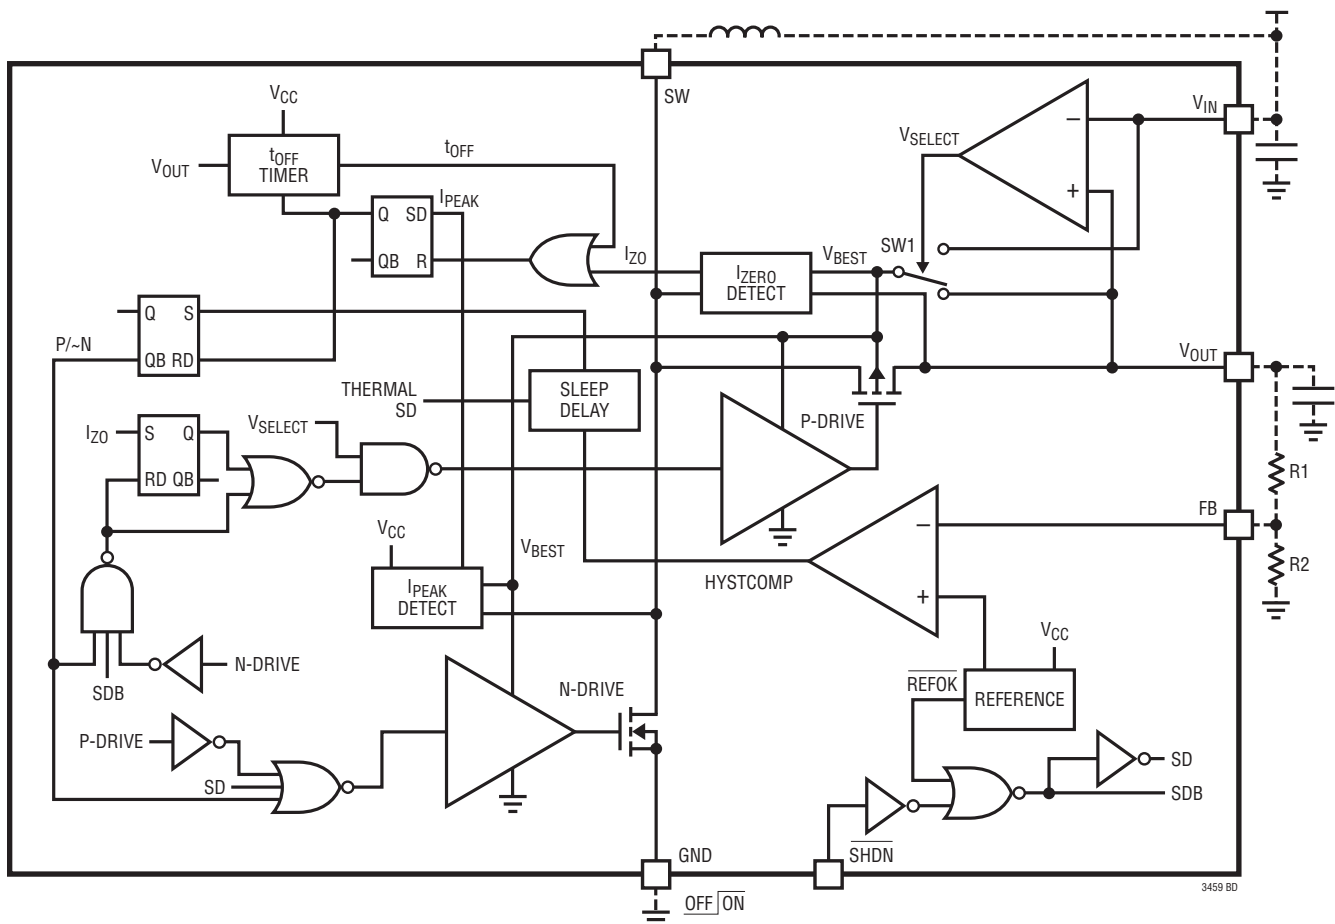 SW
VCC
VIN
VSELECT
−
+
VOUT
tOFF
TIMER
tOFF
IPEAK
Q SD
QB R
IZO
IZERO
DETECT
VBEST
SW1
Q S
QB RD
P/~N
VOUT
THERMAL
SD
SLEEP
DELAY
P-DRIVE
IZO
S Q
RD QB
VSELECT
R1
FB
VCC
VBEST
−
+
HYSTCOMP
R2
IPEAK
DETECT
VCC
N-DRIVE
SDB
REFOK
REFERENCE
N-DRIVE
P-DRIVE
SD
SD
SDB
GND
SHDN
OFF ON
3459 BD